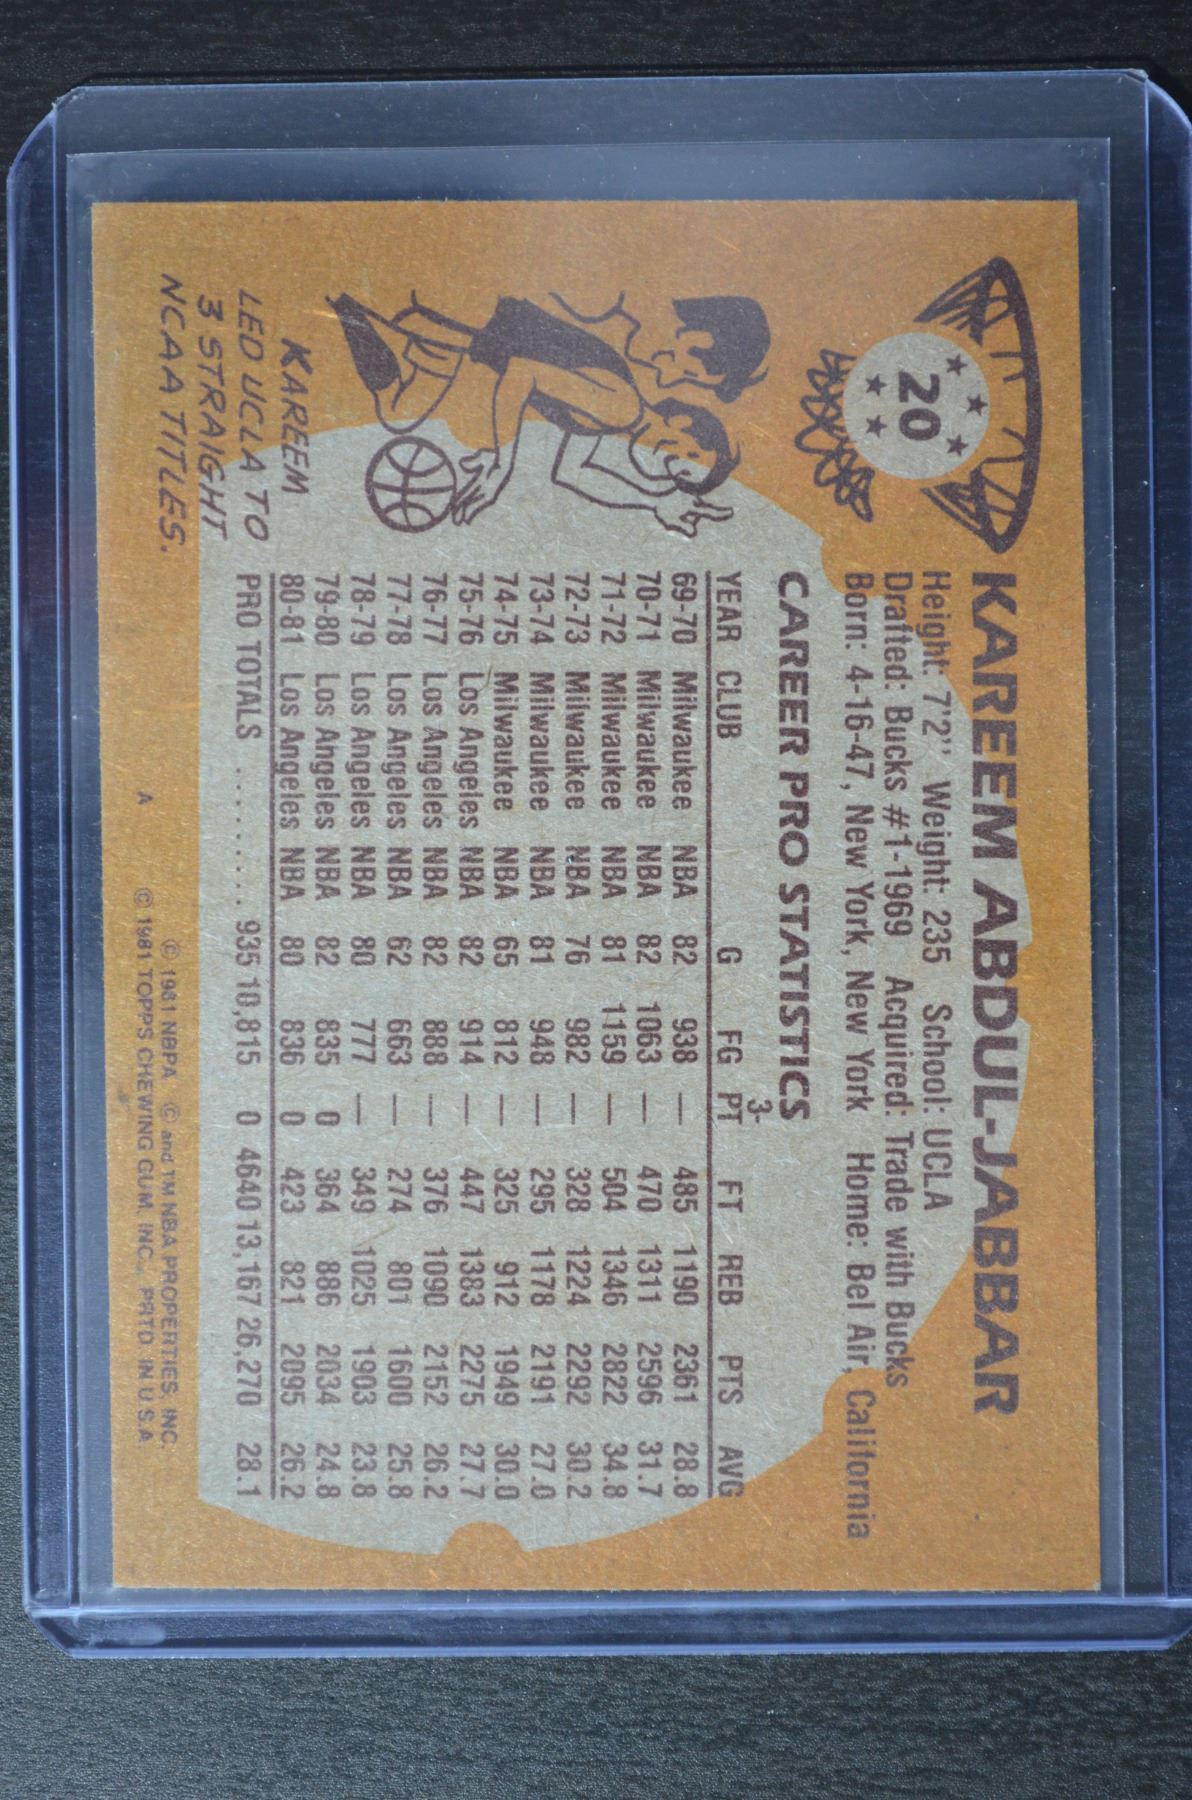 20
KAREEM ABDUL-JABBAR
Height: 7'2" Weight: 235 School: UCLA
Drafted: Bucks #1-1969 Acquired: Trade with Bucks
Born: 4-16-47, New York, New York Home: Bel Air, California
CAREER PRO STATISTICS
YEAR CLUB G FG 3-PT FT REB PTS AVG
69-70 Milwaukee NBA 82 938 — 485 1190 2361 28.8
70-71 Milwaukee NBA 82 1063 — 470 1311 2596 31.7
71-72 Milwaukee NBA 81 1159 — 504 1346 2822 34.8
72-73 Milwaukee NBA 76 982 — 328 1224 2292 30.2
73-74 Milwaukee NBA 81 948 — 295 1178 2191 27.0
74-75 Milwaukee NBA 65 812 — 325 912 1949 30.0
75-76 Los Angeles NBA 82 914 — 447 1383 2275 27.7
76-77 Los Angeles NBA 82 888 — 376 1090 2152 26.2
77-78 Los Angeles NBA 62 663 — 274 801 1600 25.8
78-79 Los Angeles NBA 80 777 — 349 1025 1903 23.8
79-80 Los Angeles NBA 82 835 0 364 886 2034 24.8
80-81 Los Angeles NBA 80 836 0 423 821 2095 26.2
PRO TOTALS ........ 935 10,815 0 4640 13,167 26,270 28.1
KAREEM
LED UCLA TO
3 STRAIGHT
NCAA TITLES.
© 1981 NBPA © and TM NBA PROPERTIES, INC.
A © 1981 TOPPS CHEWING GUM, INC., PRTD. IN U.S.A.